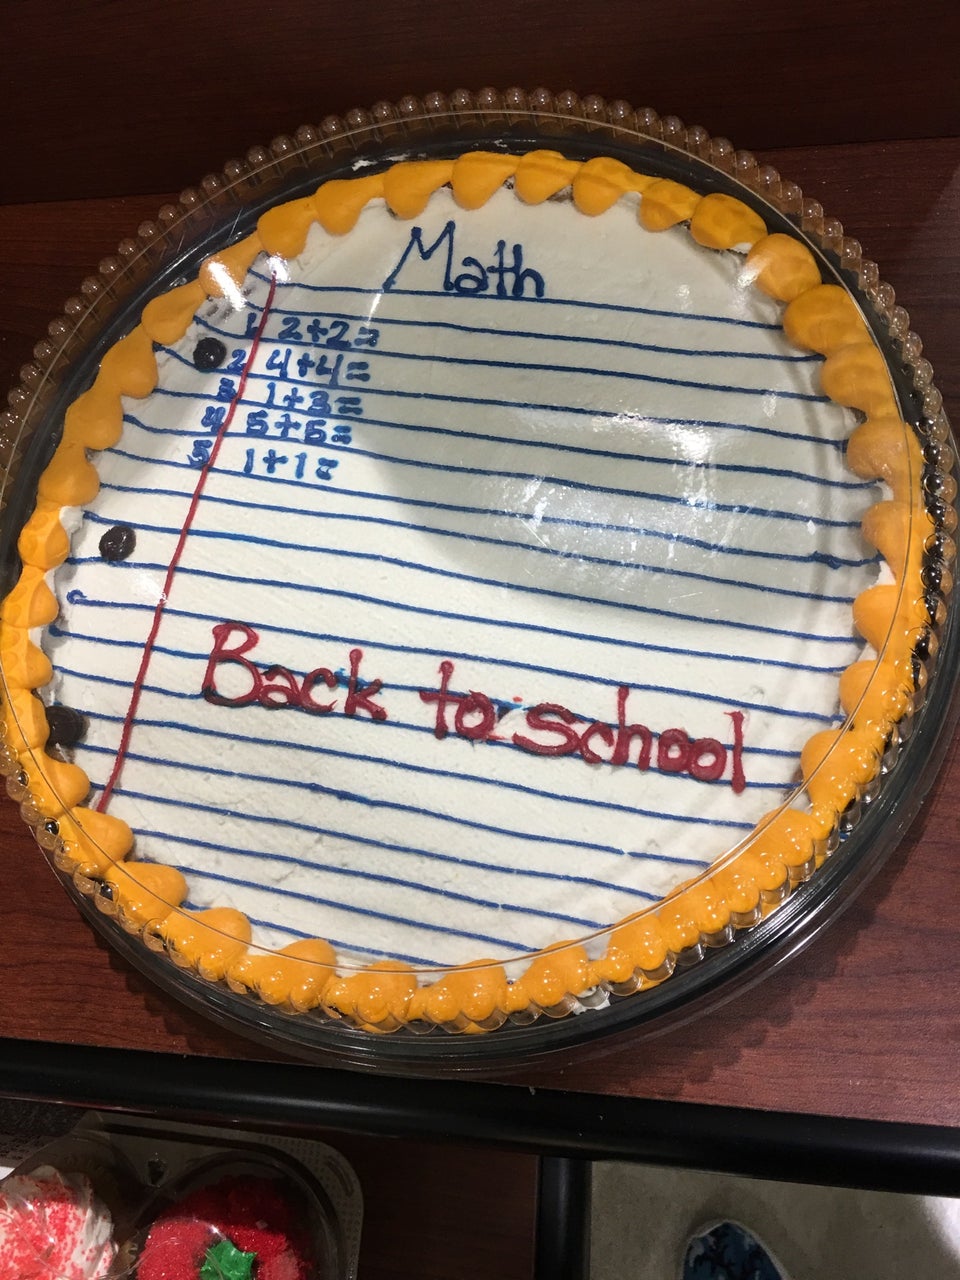 Math
1 2+2=
2 4+4=
3 1+3=
4 5+5=
5 1+1=
Back to school